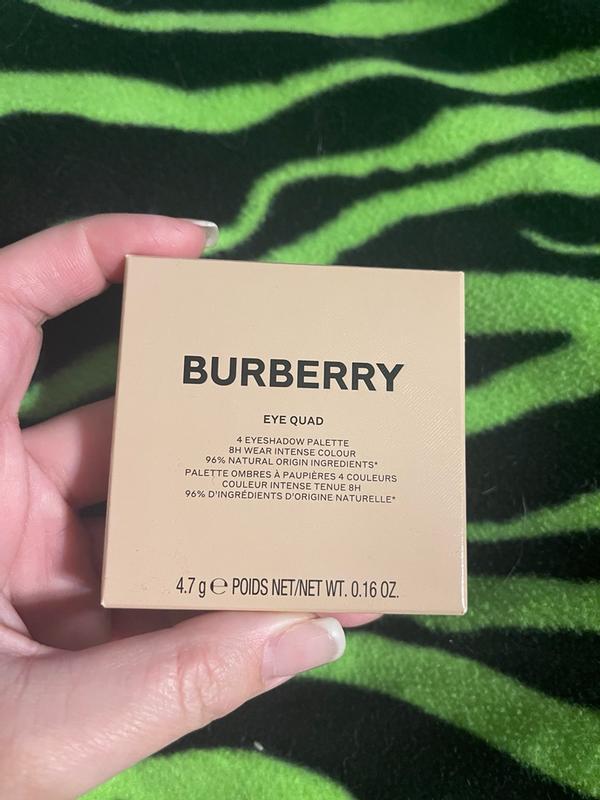 BURBERRY
EYE QUAD
4 EYESHADOW PALETTE
8H WEAR INTENSE COLOUR
96% NATURAL ORIGIN INGREDIENTS*
PALETTE OMBRES À PAUPIÈRES 4 COULEURS
COULEUR INTENSE TENUE 8H
96% D'INGRÉDIENTS D'ORIGINE NATURELLE*
4.7 g ℮ POIDS NET/NET WT. 0.16 OZ.